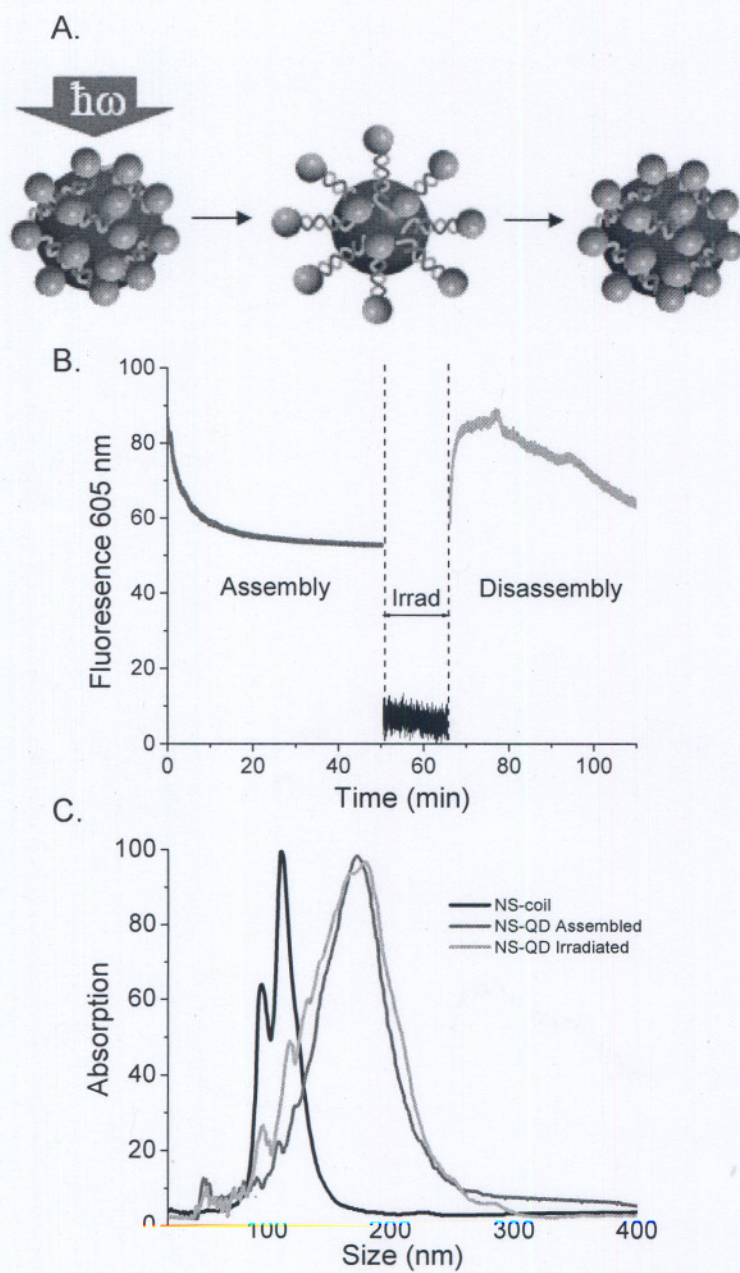 A.
ħω
B.
100
80
60
40
20
0
Fluoresence 605 nm
Assembly
Irrad
Disassembly
0
20
40
60
80
100
Time (min)
C.
100
80
60
40
20
0
Absorption
NS-coil
NS-QD Assembled
NS-QD Irradiated
100
200
300
400
Size (nm)